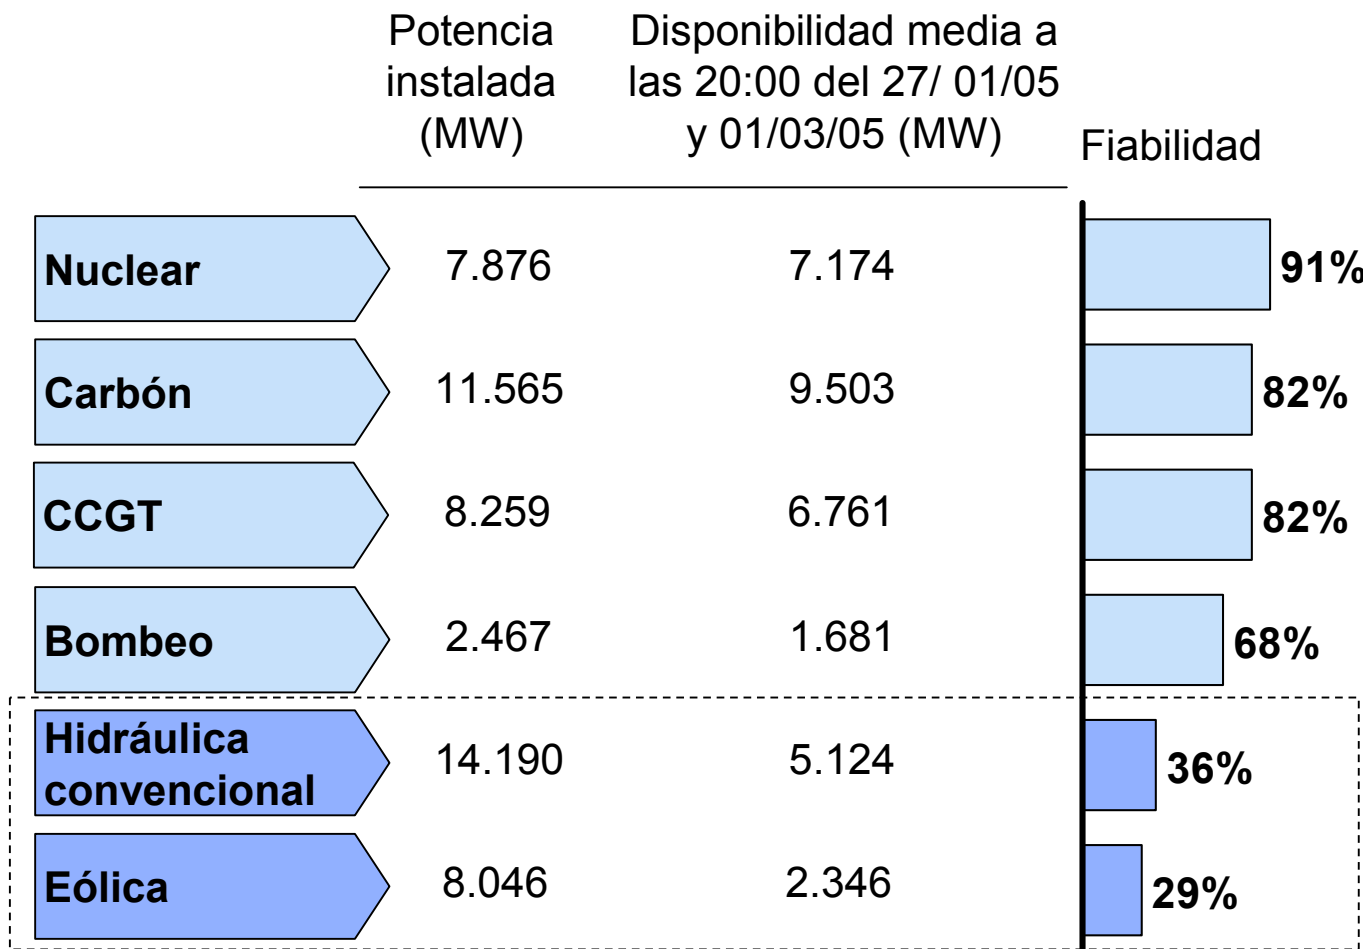 Potencia
instalada
(MW)
Disponibilidad media a
las 20:00 del 27/ 01/05
y 01/03/05 (MW)
Fiabilidad
Nuclear 7.876 7.174 91%
Carbón 11.565 9.503 82%
CCGT 8.259 6.761 82%
Bombeo 2.467 1.681 68%
Hidráulica
convencional 14.190 5.124 36%
Eólica 8.046 2.346 29%